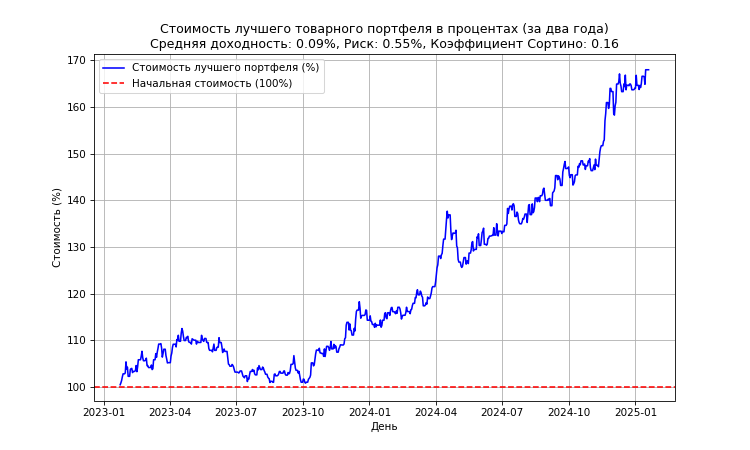 Стоимость лучшего товарного портфеля в процентах (за два года)
Средняя доходность: 0.09%, Риск: 0.55%, Коэффициент Сортино: 0.16
Стоимость лучшего портфеля (%)
Начальная стоимость (100%)
Стоимость (%)
170
160
150
140
130
120
110
100
2023-01 2023-04 2023-07 2023-10 2024-01 2024-04 2024-07 2024-10 2025-01
День